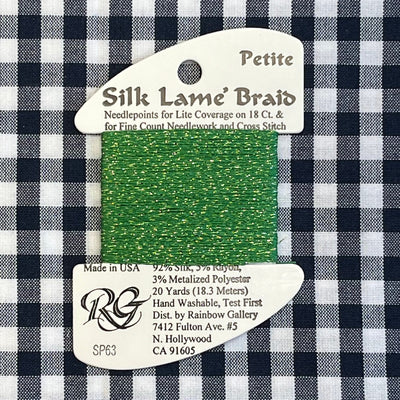 Petite
Silk Lamé Braid
Needlepoints for Lite Coverage on 18 Ct. &
for Fine Count Needlework and Cross Stitch
Made in USA 92% Silk, 5% Rayon,
3% Metalized Polyester
20 Yards (18.3 Meters)
Hand Washable, Test First
Dist. by Rainbow Gallery
7412 Fulton Ave. #5
N. Hollywood
CA 91605
RG
SP63